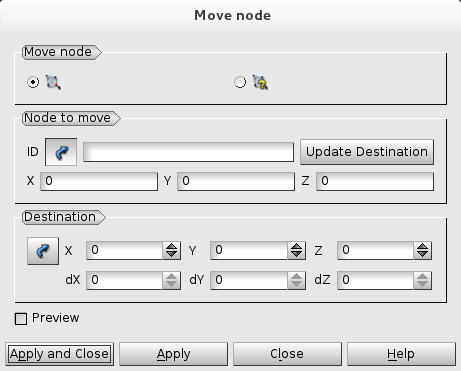 Move node
Move node
Node to move
ID Update Destination
X 0 Y 0 Z 0
Destination
X 0 Y 0 Z 0
dX 0 dY 0 dZ 0
Preview
Apply and Close Apply Close Help